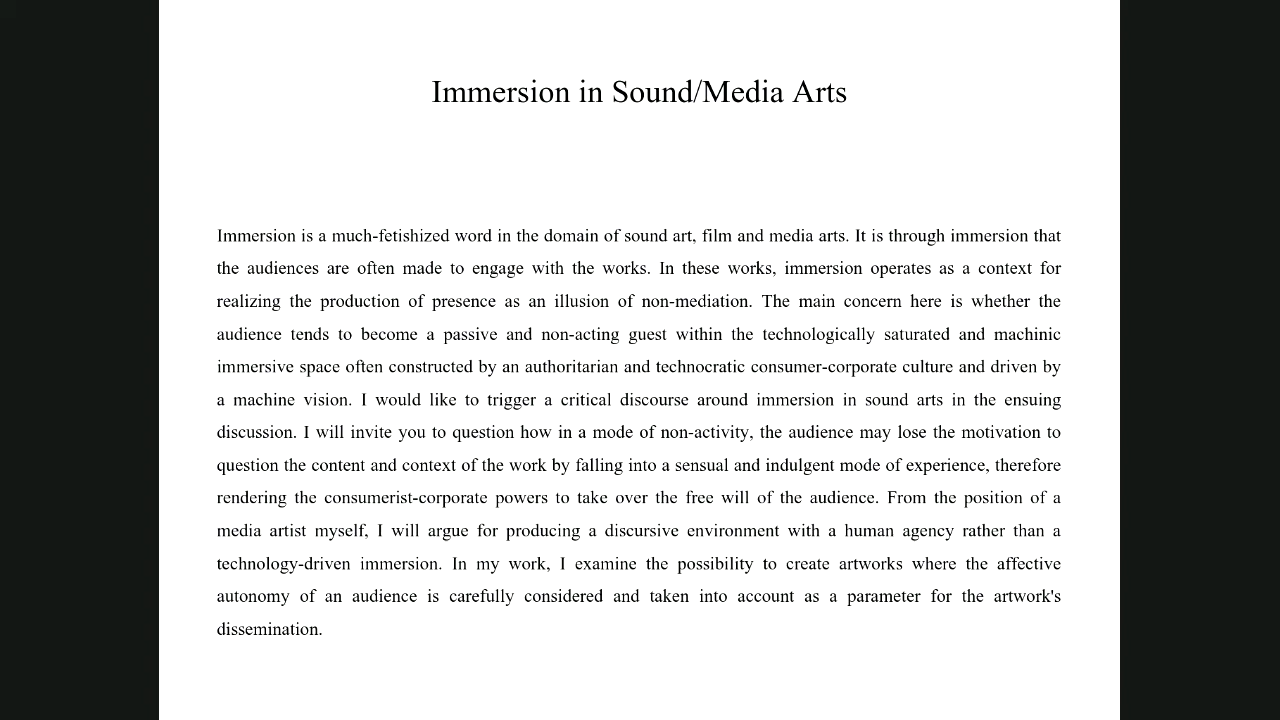 Immersion in Sound/Media Arts
Immersion is a much-fetishized word in the domain of sound art, film and media arts. It is through immersion that
the audiences are often made to engage with the works. In these works, immersion operates as a context for
realizing the production of presence as an illusion of non-mediation. The main concern here is whether the
audience tends to become a passive and non-acting guest within the technologically saturated and machinic
immersive space often constructed by an authoritarian and technocratic consumer-corporate culture and driven by
a machine vision. I would like to trigger a critical discourse around immersion in sound arts in the ensuing
discussion. I will invite you to question how in a mode of non-activity, the audience may lose the motivation to
question the content and context of the work by falling into a sensual and indulgent mode of experience, therefore
rendering the consumerist-corporate powers to take over the free will of the audience. From the position of a
media artist myself, I will argue for producing a discursive environment with a human agency rather than a
technology-driven immersion. In my work, I examine the possibility to create artworks where the affective
autonomy of an audience is carefully considered and taken into account as a parameter for the artwork's
dissemination.